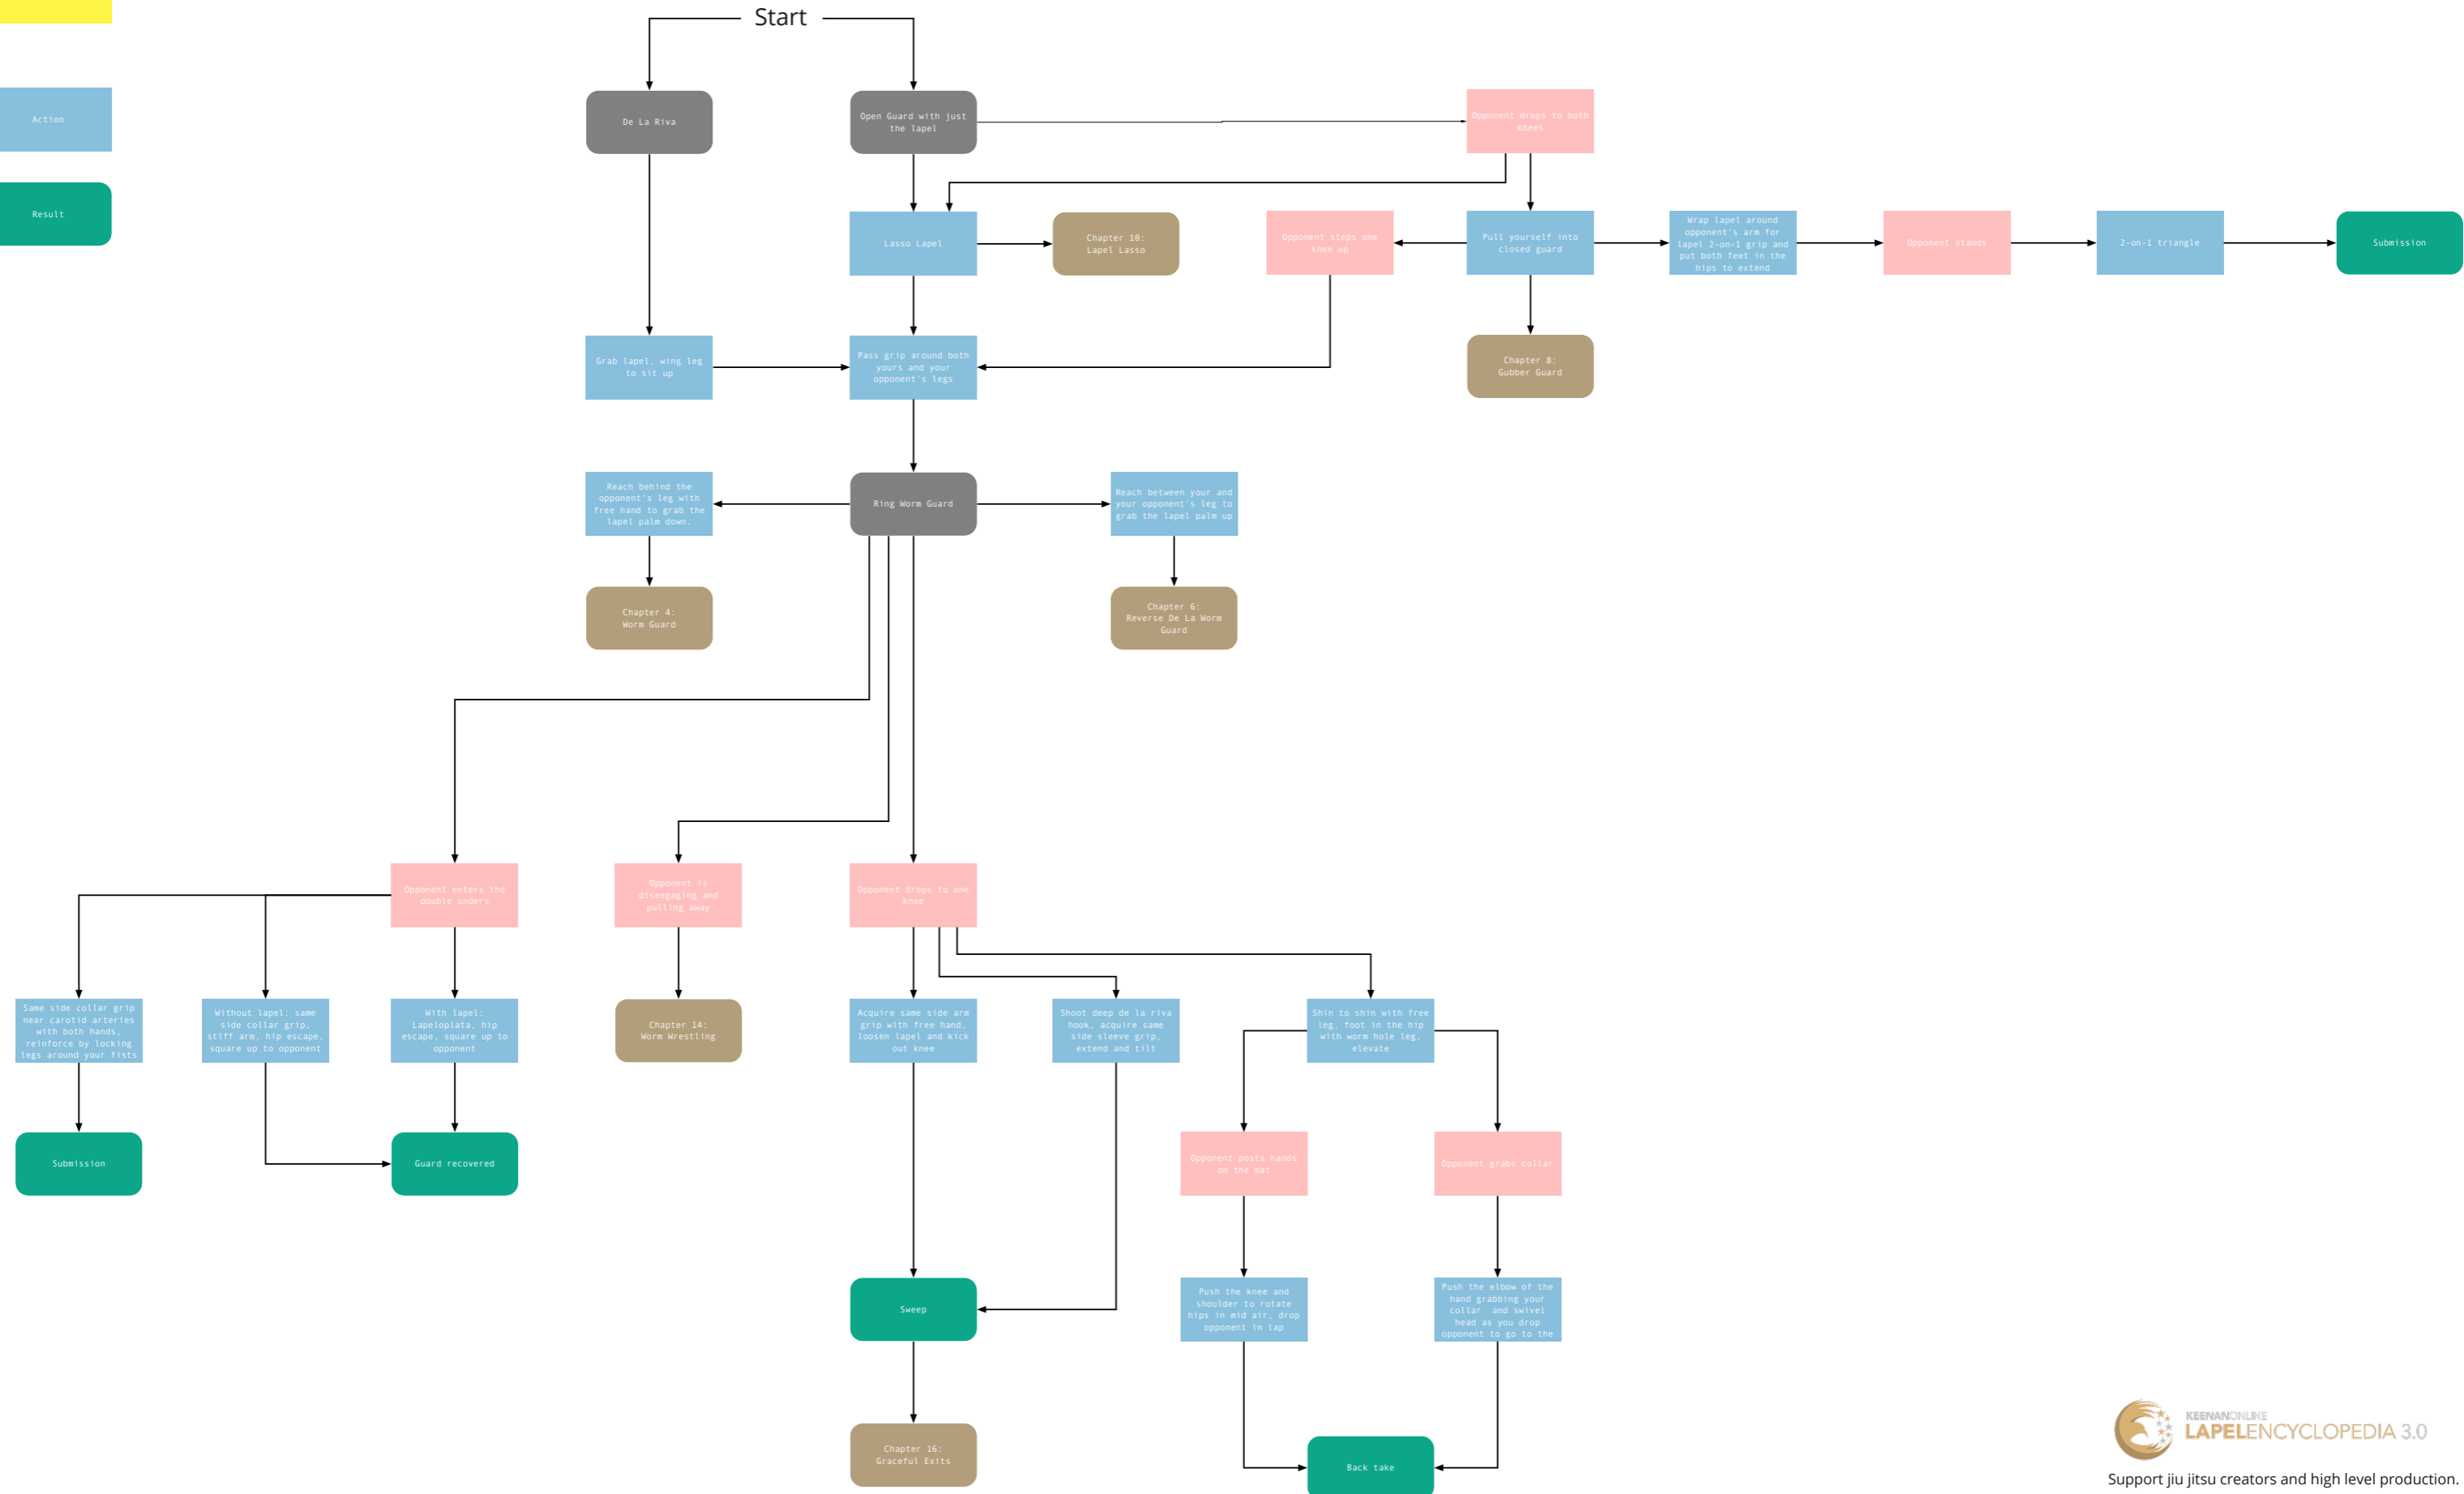 Start
Action
De La Riva
Open Guard with just
the lapel
Opponent drops to both
knees
Result
Lasso Lapel
Chapter 10:
Lapel Lasso
Opponent steps one
knee up
Pull yourself into
closed guard
Wrap lapel around
opponent's arm for
lapel 2-on-1 grip and
put both feet in the
hips to extend
Opponent stands
2-on-1 triangle
Submission
Grab lapel, wing leg
to sit up
Pass grip around both
yours and your
opponent's legs
Chapter 8:
Gubber Guard
Reach behind the
opponent's leg with
free hand to grab the
lapel palm down.
Ring Worm Guard
Reach between your and
your opponent's leg to
grab the lapel palm up
Chapter 4:
Worm Guard
Chapter 6:
Reverse De La Worm
Guard
Opponent enters the
double unders
Opponent is
disengaging and
pulling away
Opponent drops to one
knee
Same side collar grip
near carotid arteries
with both hands,
reinforce by locking
legs around your fists
Without lapel: same
side collar grip,
stiff arm, hip escape,
square up to opponent
With lapel:
Lapeloplata, hip
escape, square up to
opponent
Chapter 14:
Worm Wrestling
Acquire same side arm
grip with free hand,
loosen lapel and kick
out knee
Shoot deep de la riva
hook, acquire same
side sleeve grip,
extend and tilt
Shin to shin with free
leg, foot in the hip
with worm hole leg,
elevate
Submission
Guard recovered
Opponent posts hands
on the mat
Opponent grabs collar
Sweep
Push the knee and
shoulder to rotate
hips in mid air, drop
opponent in lap
Push the elbow of the
hand grabbing your
collar and swivel
head as you drop
opponent to go to the
Chapter 16:
Graceful Exits
Back take
KEENANONLINE
LAPELENCYCLOPEDIA 3.0
Support jiu jitsu creators and high level production.